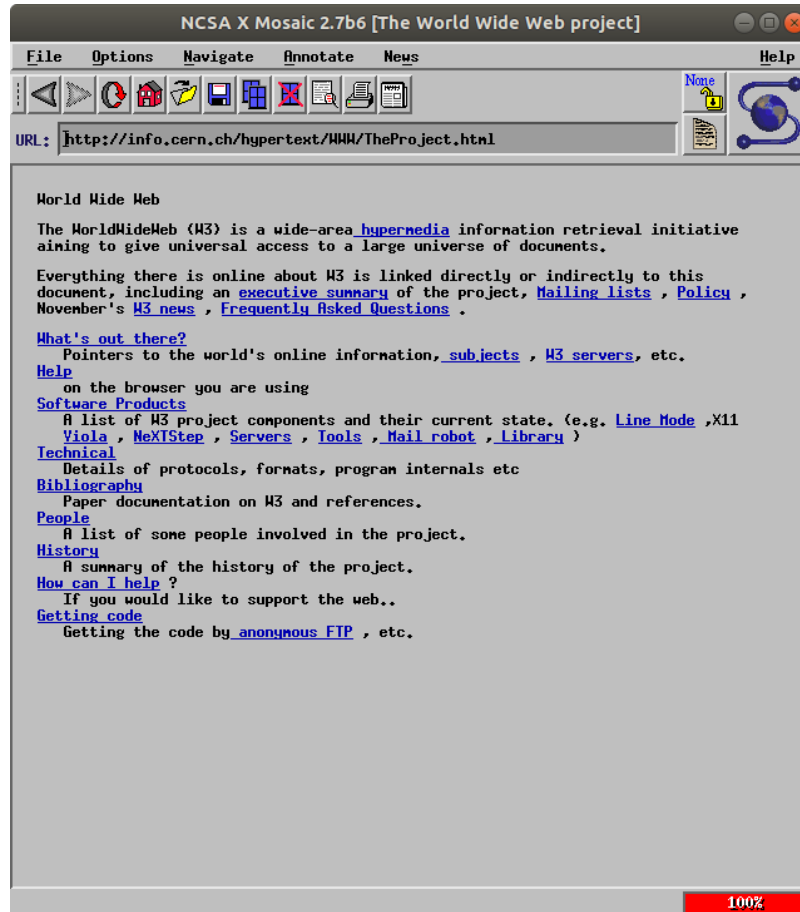 NCSA X Mosaic 2.7b6 [The World Wide Web project]
File Options Navigate Annotate News Help
None
URL: http://info.cern.ch/hypertext/WWW/TheProject.html
World Wide Web
The WorldWideWeb (W3) is a wide-area hypermedia information retrieval initiative
aiming to give universal access to a large universe of documents.
Everything there is online about W3 is linked directly or indirectly to this
document, including an executive summary of the project, Mailing lists , Policy ,
November's W3 news , Frequently Asked Questions .
What's out there?
Pointers to the world's online information, subjects , W3 servers, etc.
Help
on the browser you are using
Software Products
A list of W3 project components and their current state. (e.g. Line Mode ,X11
Viola , NeXTStep , Servers , Tools , Mail robot , Library )
Technical
Details of protocols, formats, program internals etc
Bibliography
Paper documentation on W3 and references.
People
A list of some people involved in the project.
History
A summary of the history of the project.
How can I help ?
If you would like to support the web..
Getting code
Getting the code by anonymous FTP , etc.
100%